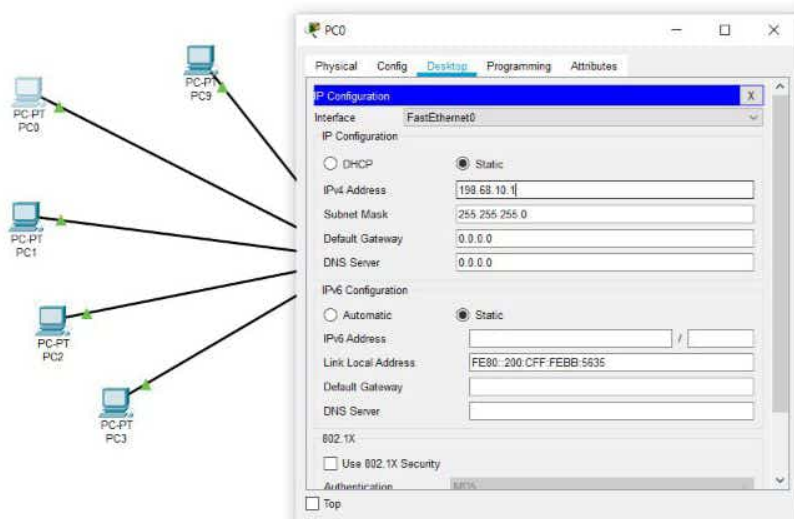 PC-PT
PC9
PC-PT
PC0
PC-PT
PC1
PC-PT
PC2
PC-PT
PC3
PC0
Physical Config Desktop Programming Attributes
IP Configuration X
Interface FastEthernet0
IP Configuration
DHCP Static
IPv4 Address 198.68.10.1
Subnet Mask 255.255.255.0
Default Gateway 0.0.0.0
DNS Server 0.0.0.0
IPv6 Configuration
Automatic Static
IPv6 Address /
Link Local Address FE80::200:CFF:FEBB:5635
Default Gateway
DNS Server
802.1X
Use 802.1X Security
Authentication MD5
Top